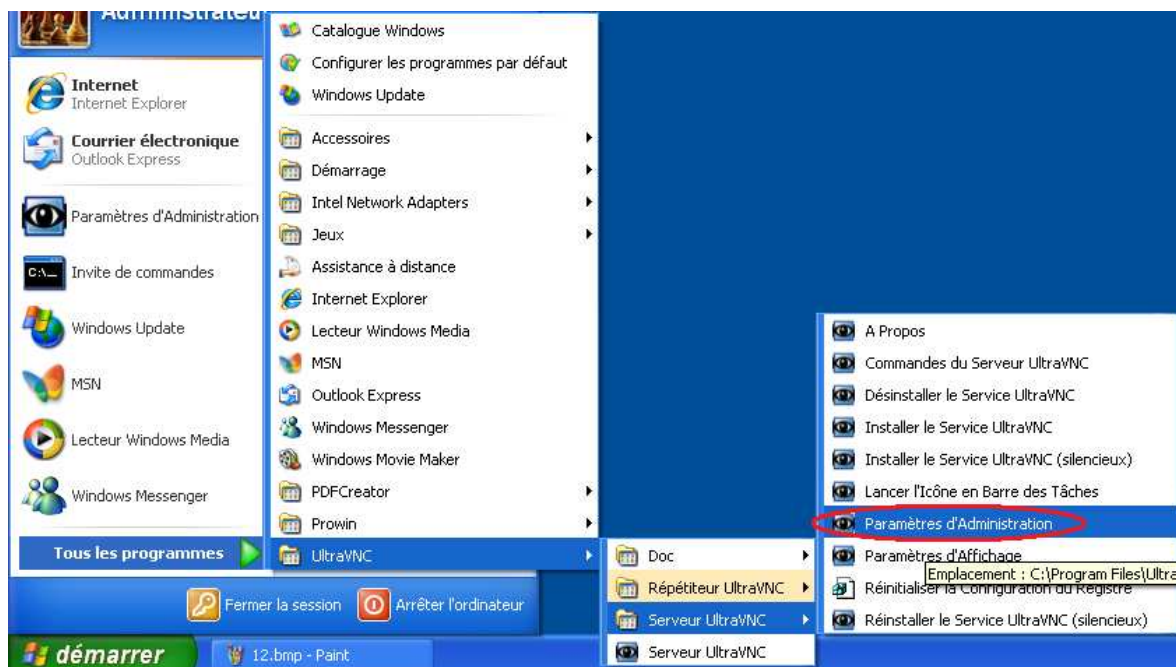 Administrateur
Internet
Internet Explorer
Courrier électronique
Outlook Express
Paramètres d'Administration
Invite de commandes
Windows Update
MSN
Lecteur Windows Media
Windows Messenger
Tous les programmes
Catalogue Windows
Configurer les programmes par défaut
Windows Update
Accessoires
Démarrage
Intel Network Adapters
Jeux
Assistance à distance
Internet Explorer
Lecteur Windows Media
MSN
Outlook Express
Windows Messenger
Windows Movie Maker
PDFCreator
Prowin
UltraVNC
Doc
Répétiteur UltraVNC
Serveur UltraVNC
Serveur UltraVNC
A Propos
Commandes du Serveur UltraVNC
Désinstaller le Service UltraVNC
Installer le Service UltraVNC
Installer le Service UltraVNC (silencieux)
Lancer l'Icône en Barre des Tâches
Paramètres d'Administration
Paramètres d'Affichage
Emplacement : C:\Program Files\Ultra
Réinitialiser la Configuration du Registre
Réinstaller le Service UltraVNC (silencieux)
Fermer la session
Arrêter l'ordinateur
démarrer
12.bmp - Paint